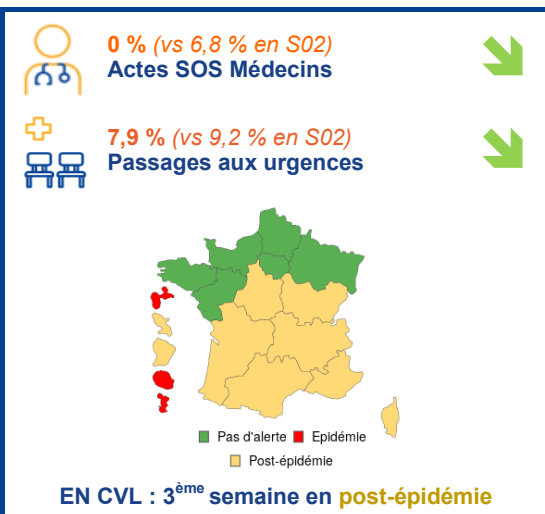 0 % (vs 6,8 % en S02)
Actes SOS Médecins
7,9 % (vs 9,2 % en S02)
Passages aux urgences
Pas d'alerte Epidémie
Post-épidémie
EN CVL : 3ème semaine en post-épidémie